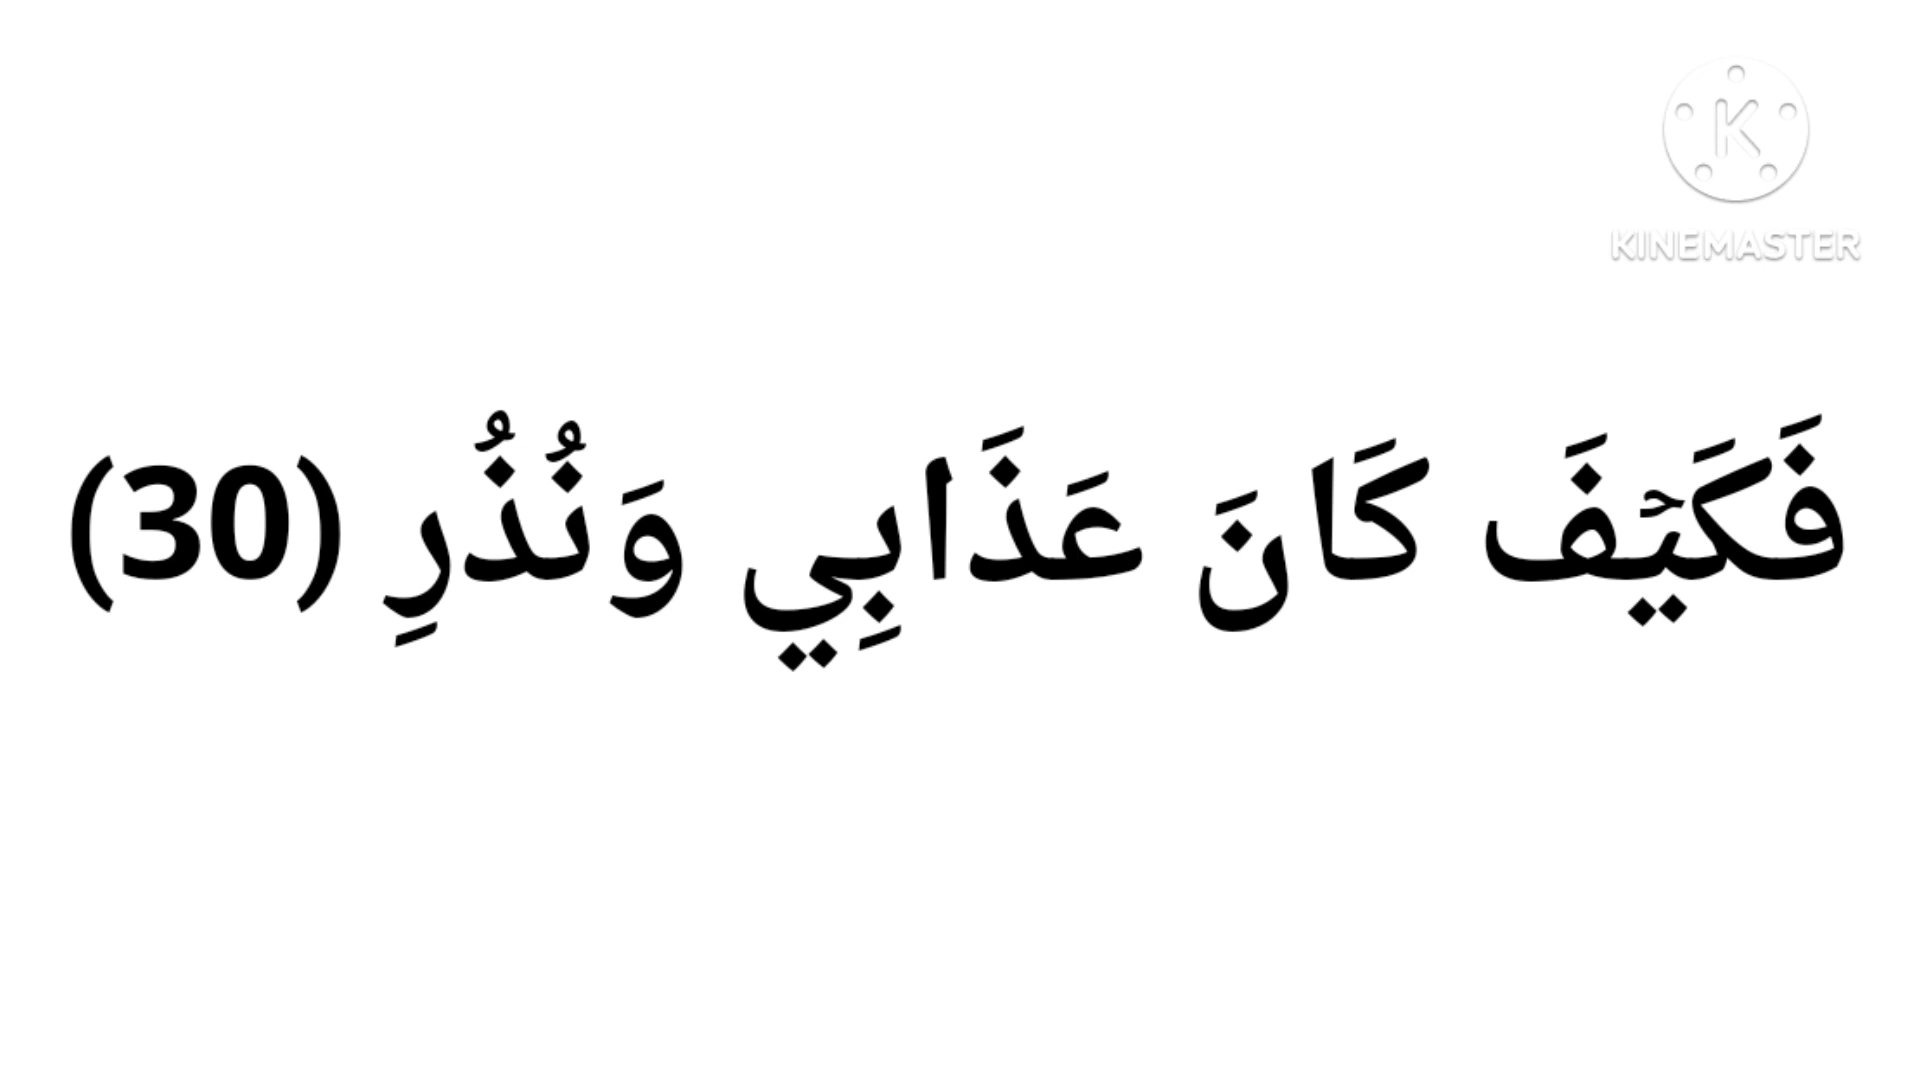 KINEMASTER
فَكَيۡفَ كَانَ عَذَابِي وَنُذُرِ (30)